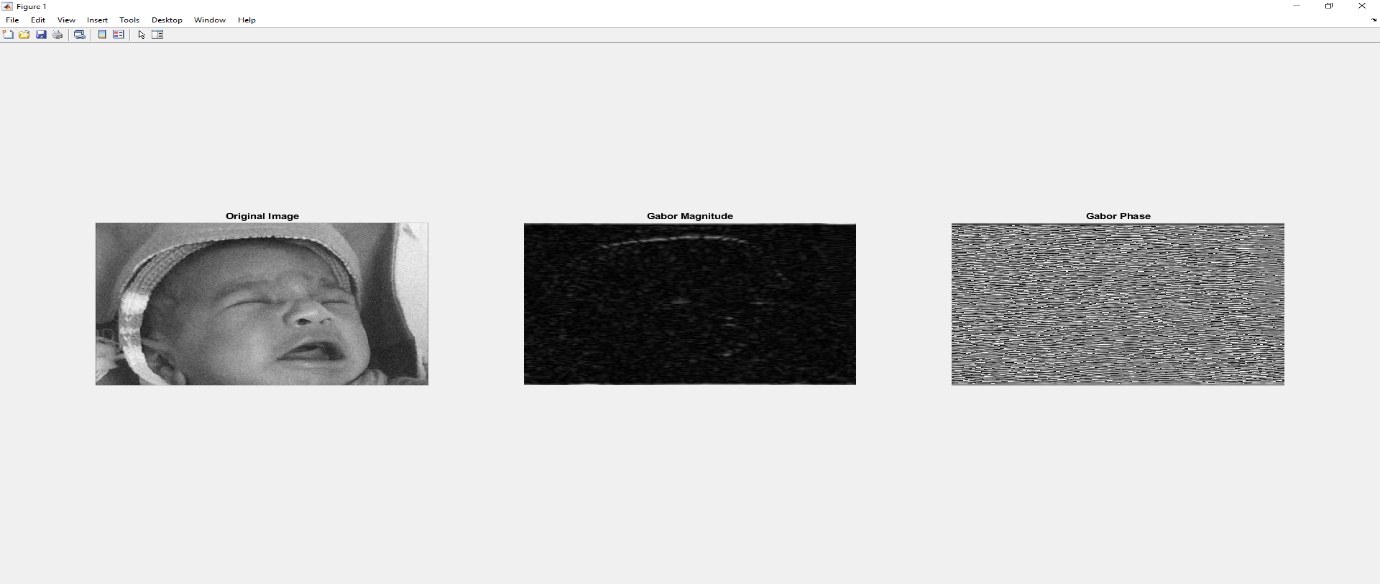 Figure 1
File Edit View Insert Tools Desktop Window Help
Original Image
Gabor Magnitude
Gabor Phase